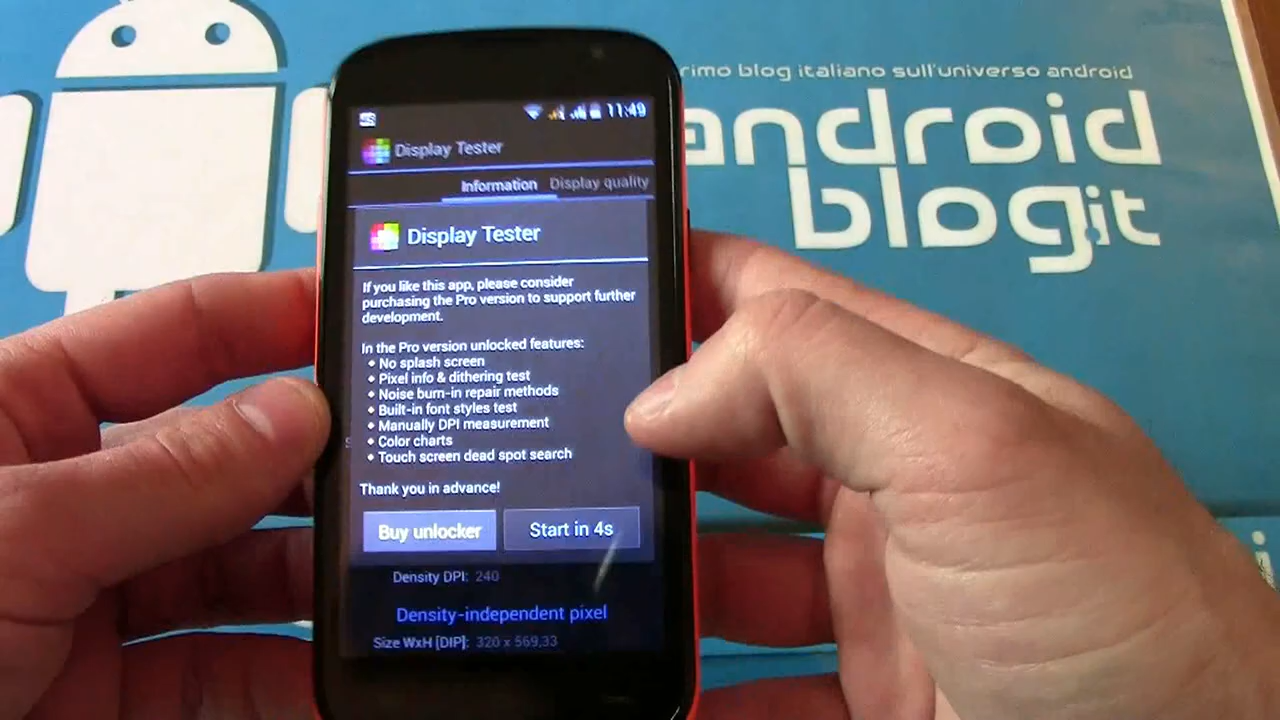 rimo blog italiano sull'universo android
android
blog.it
11:49
Display Tester
Information Display quality
Display Tester
If you like this app, please consider
purchasing the Pro version to support further
development.
In the Pro version unlocked features:
• No splash screen
• Pixel info & dithering test
• Noise burn-in repair methods
• Built-in font styles test
• Manually DPI measurement
• Color charts
• Touch screen dead spot search
Thank you in advance!
Buy unlocker Start in 4s
Density DPI: 240
Density-independent pixel
Size WxH [DIP]: 320 x 569,33